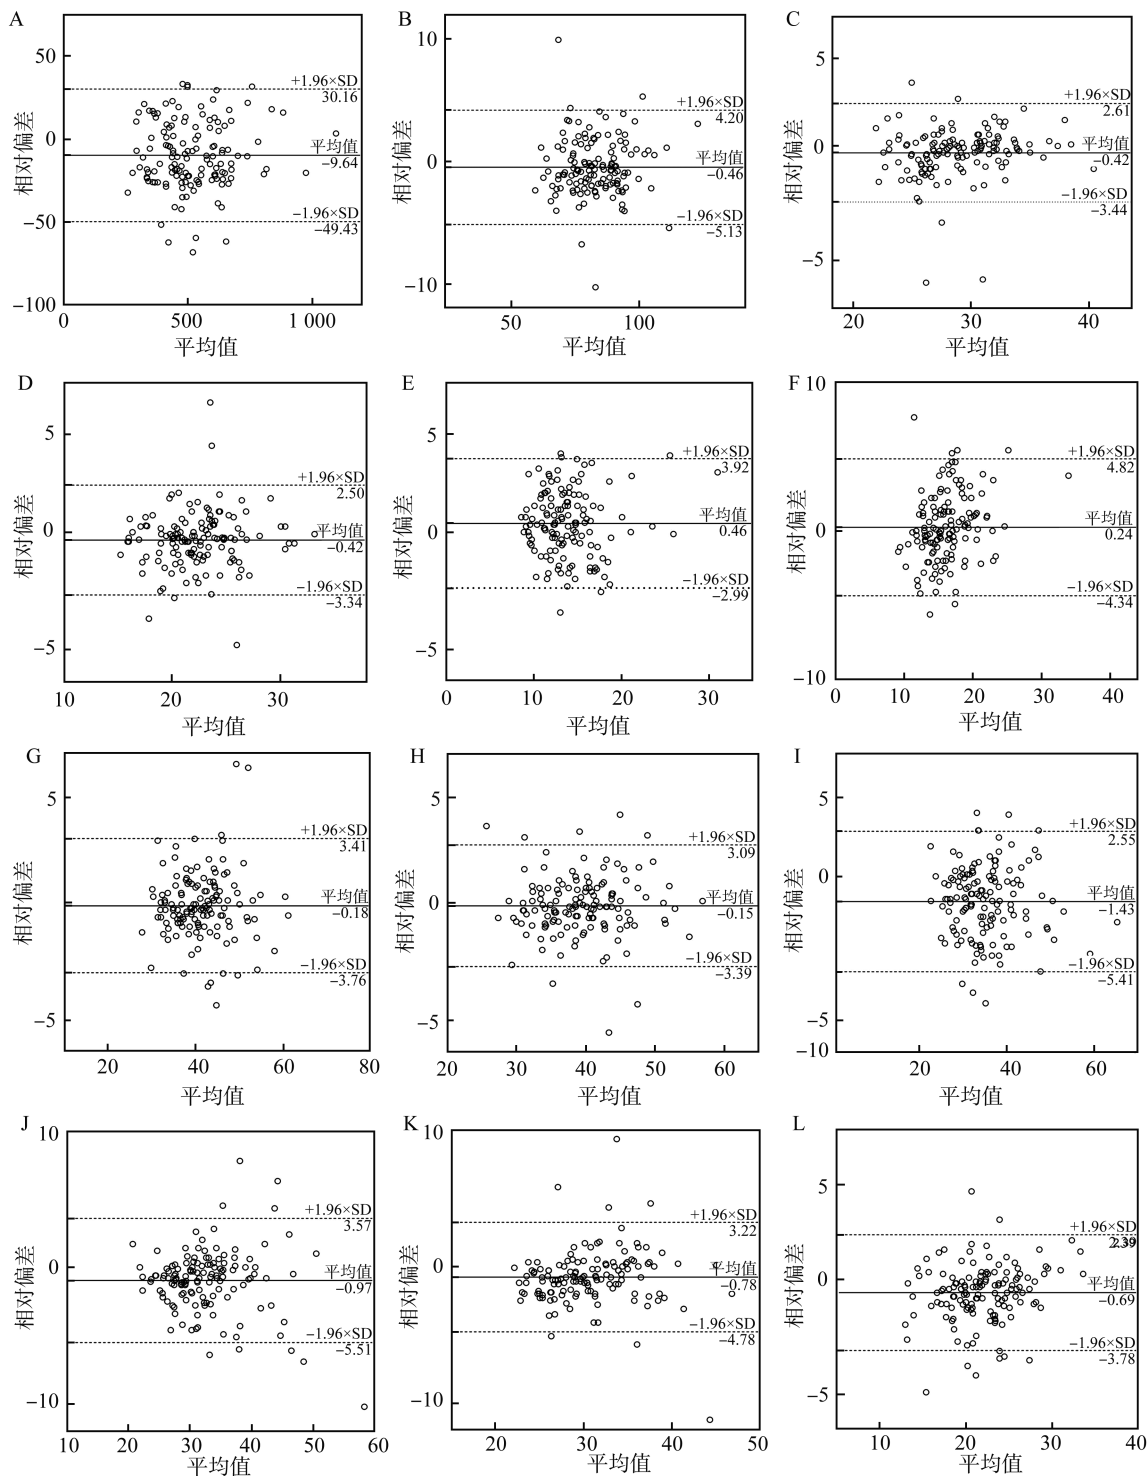 A
相对偏差
50
0
−50
−100
+1.96×SD
30.16
平均值
−9.64
−1.96×SD
−49.43
0
500
1 000
平均值
B
相对偏差
10
0
−10
+1.96×SD
4.20
平均值
−0.46
−1.96×SD
−5.13
50
100
平均值
C
相对偏差
5
0
−5
+1.96×SD
2.61
平均值
−0.42
−1.96×SD
−3.44
20
30
40
平均值
D
相对偏差
5
0
−5
+1.96×SD
2.50
平均值
−0.42
−1.96×SD
−3.34
10
20
30
平均值
E
相对偏差
5
0
−5
+1.96×SD
3.92
平均值
0.46
−1.96×SD
−2.99
0
10
20
30
平均值
F
相对偏差
10
0
−10
+1.96×SD
4.82
平均值
0.24
−1.96×SD
−4.34
0
10
20
30
40
平均值
G
相对偏差
5
0
−5
+1.96×SD
3.41
平均值
−0.18
−1.96×SD
−3.76
20
40
60
80
平均值
H
相对偏差
5
0
−5
+1.96×SD
3.09
平均值
−0.15
−1.96×SD
−3.39
20
30
40
50
60
平均值
I
相对偏差
5
0
−5
−10
+1.96×SD
2.55
平均值
−1.43
−1.96×SD
−5.41
20
40
60
平均值
J
相对偏差
10
0
−10
+1.96×SD
3.57
平均值
−0.97
−1.96×SD
−5.51
10
20
30
40
50
60
平均值
K
相对偏差
10
0
−10
+1.96×SD
3.22
平均值
−0.78
−1.96×SD
−4.78
20
30
40
50
平均值
L
相对偏差
5
0
−5
+1.96×SD
2.39
平均值
−0.69
−1.96×SD
−3.78
10
20
30
40
平均值